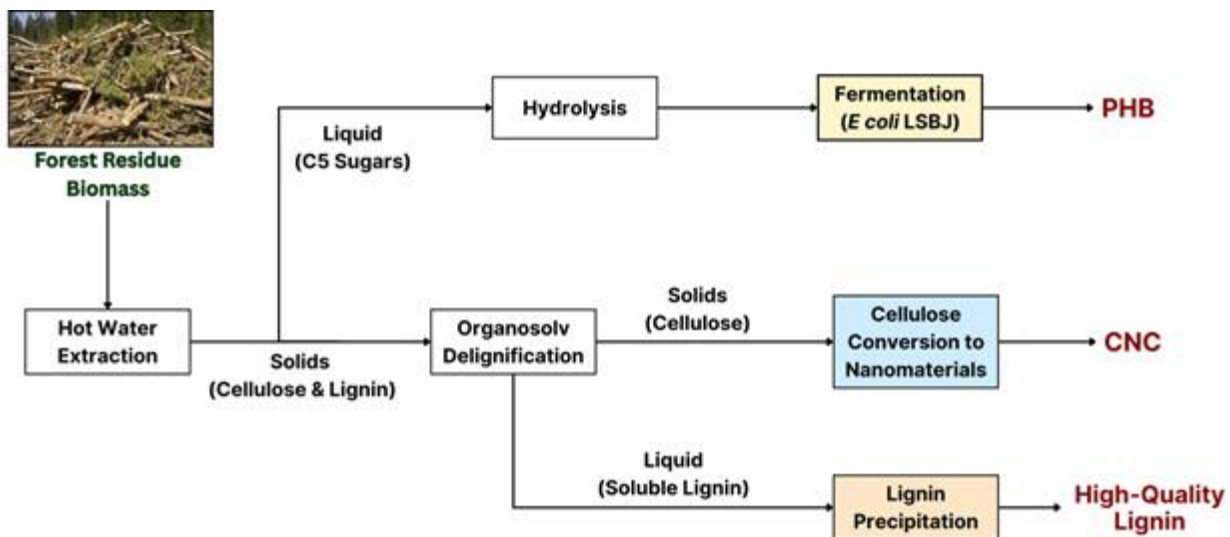 Forest Residue
Biomass
Hot Water
Extraction
Liquid
(C5 Sugars)
Hydrolysis
Fermentation
(E coli LSBJ)
PHB
Solids
(Cellulose & Lignin)
Organosolv
Delignification
Solids
(Cellulose)
Cellulose
Conversion to
Nanomaterials
CNC
Liquid
(Soluble Lignin)
Lignin
Precipitation
High-Quality
Lignin